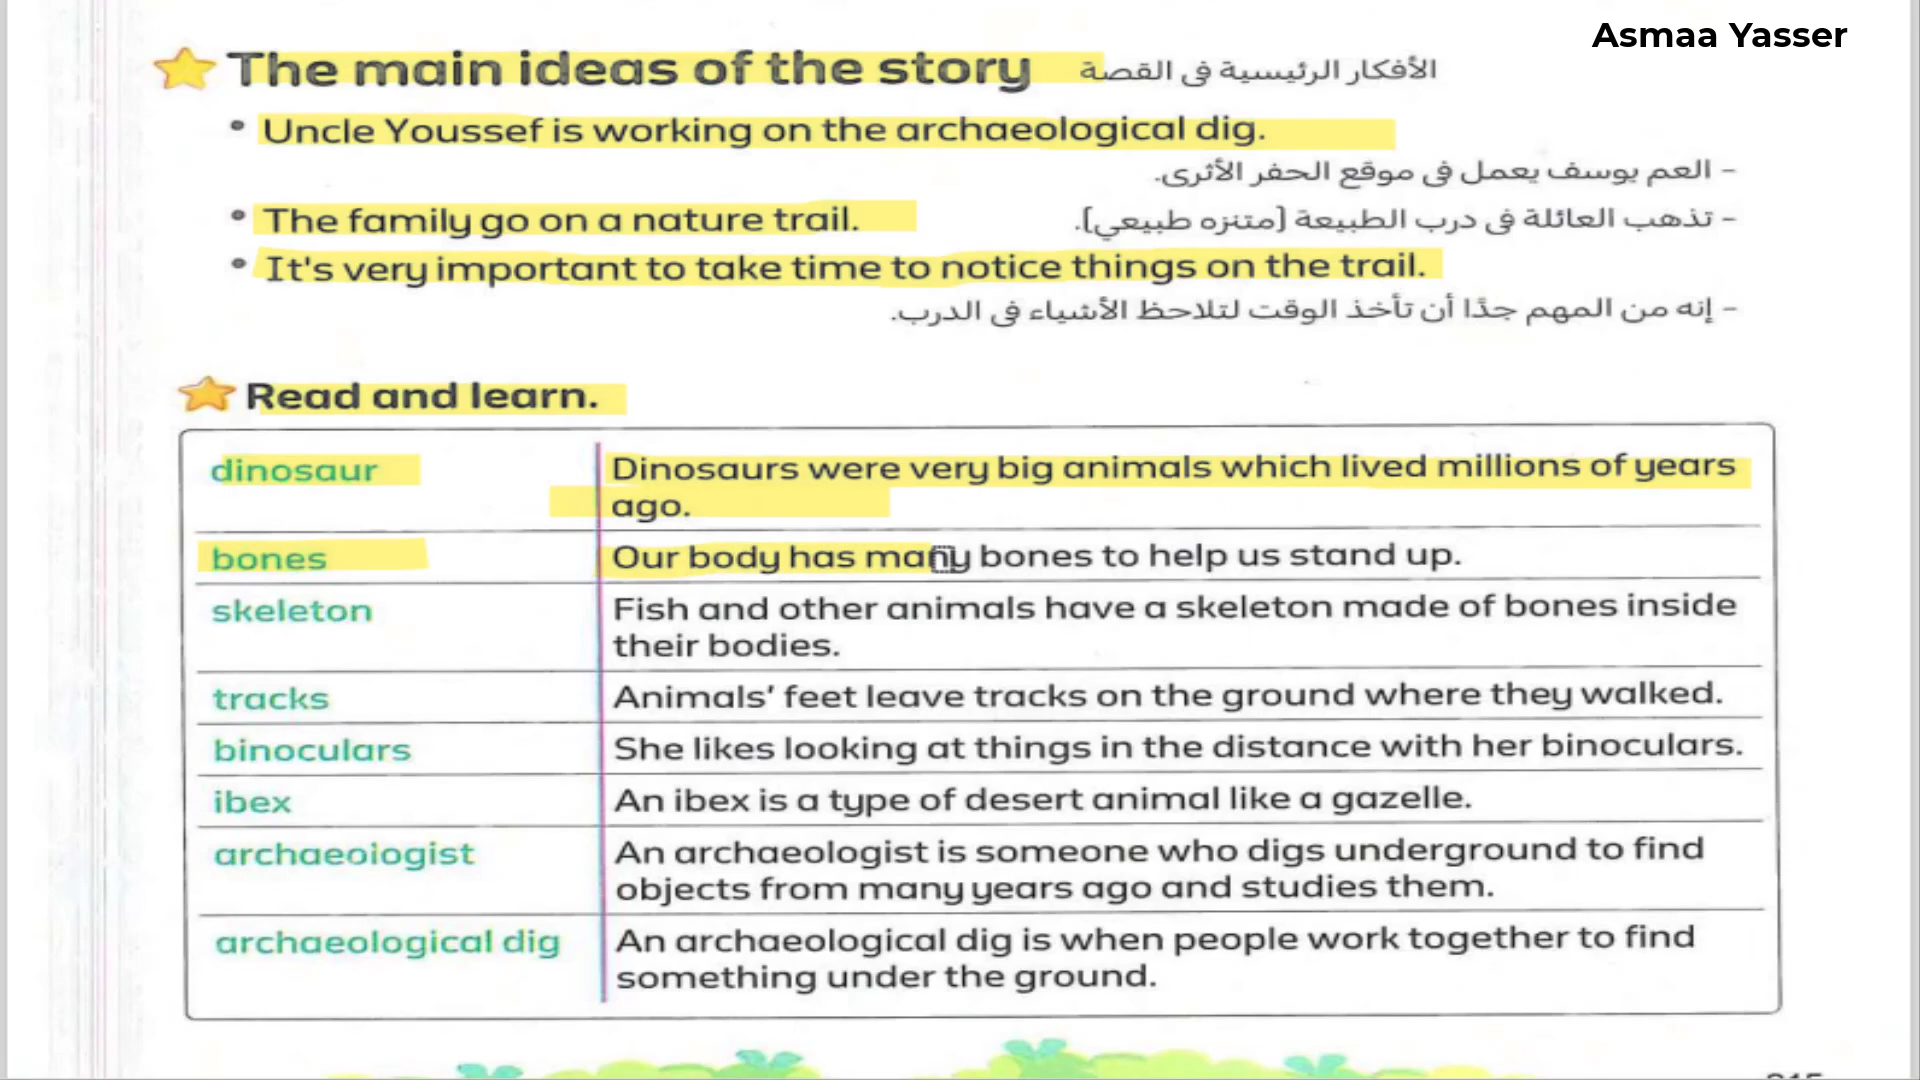 Asmaa Yasser
The main ideas of the story الأفكار الرئيسية فى القصة
• Uncle Youssef is working on the archaeological dig.
- العم يوسف يعمل فى موقع الحفر الأثرى.
• The family go on a nature trail. - تذهب العائلة فى درب الطبيعة (متنزه طبيعي).
• It's very important to take time to notice things on the trail.
- إنه من المهم جدًا أن تأخذ الوقت لتلاحظ الأشياء فى الدرب.
Read and learn.
dinosaur Dinosaurs were very big animals which lived millions of years
ago.
bones Our body has many bones to help us stand up.
skeleton Fish and other animals have a skeleton made of bones inside
their bodies.
tracks Animals' feet leave tracks on the ground where they walked.
binoculars She likes looking at things in the distance with her binoculars.
ibex An ibex is a type of desert animal like a gazelle.
archaeologist An archaeologist is someone who digs underground to find
objects from many years ago and studies them.
archaeological dig An archaeological dig is when people work together to find
something under the ground.